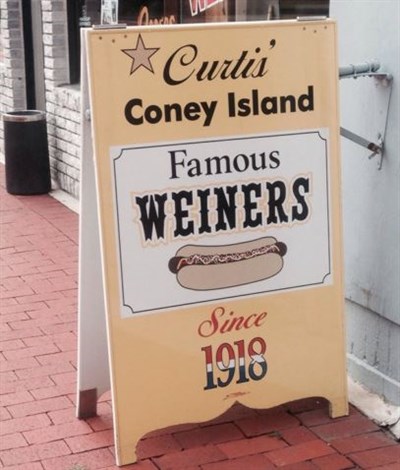 Curtis'
Coney Island
Famous
WEINERS
Since
1918